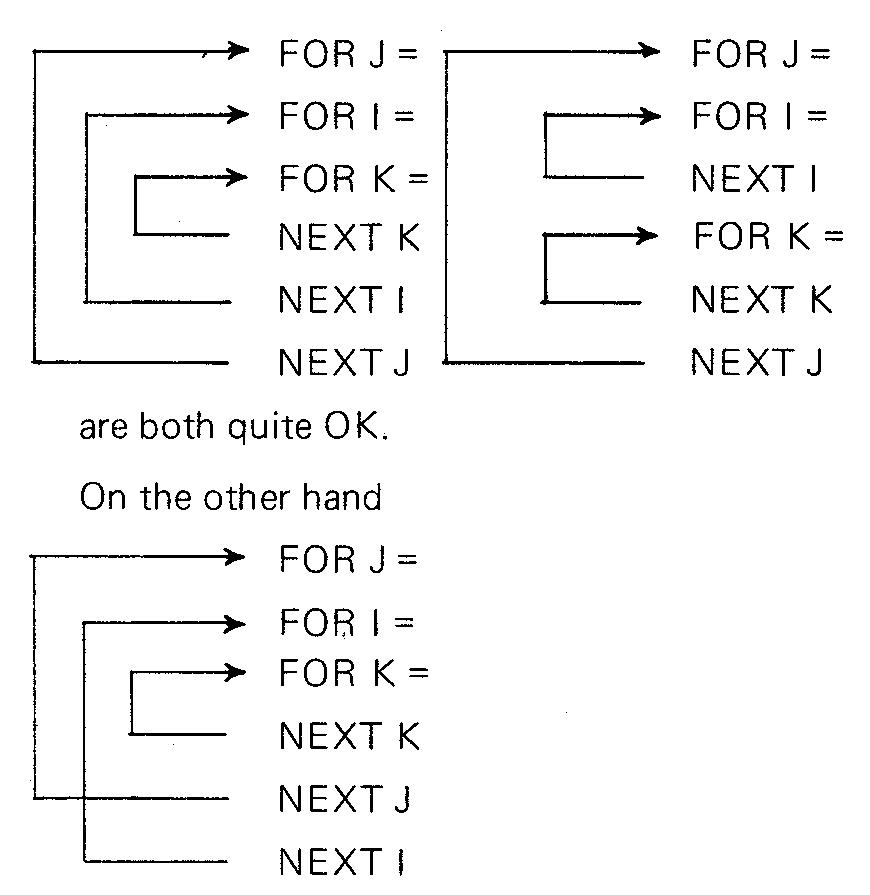 FOR J =
FOR I =
FOR K =
NEXT K
NEXT I
NEXT J
FOR J =
FOR I =
NEXT I
FOR K =
NEXT K
NEXT J
are both quite OK.
On the other hand
FOR J =
FOR I =
FOR K =
NEXT K
NEXT J
NEXT I